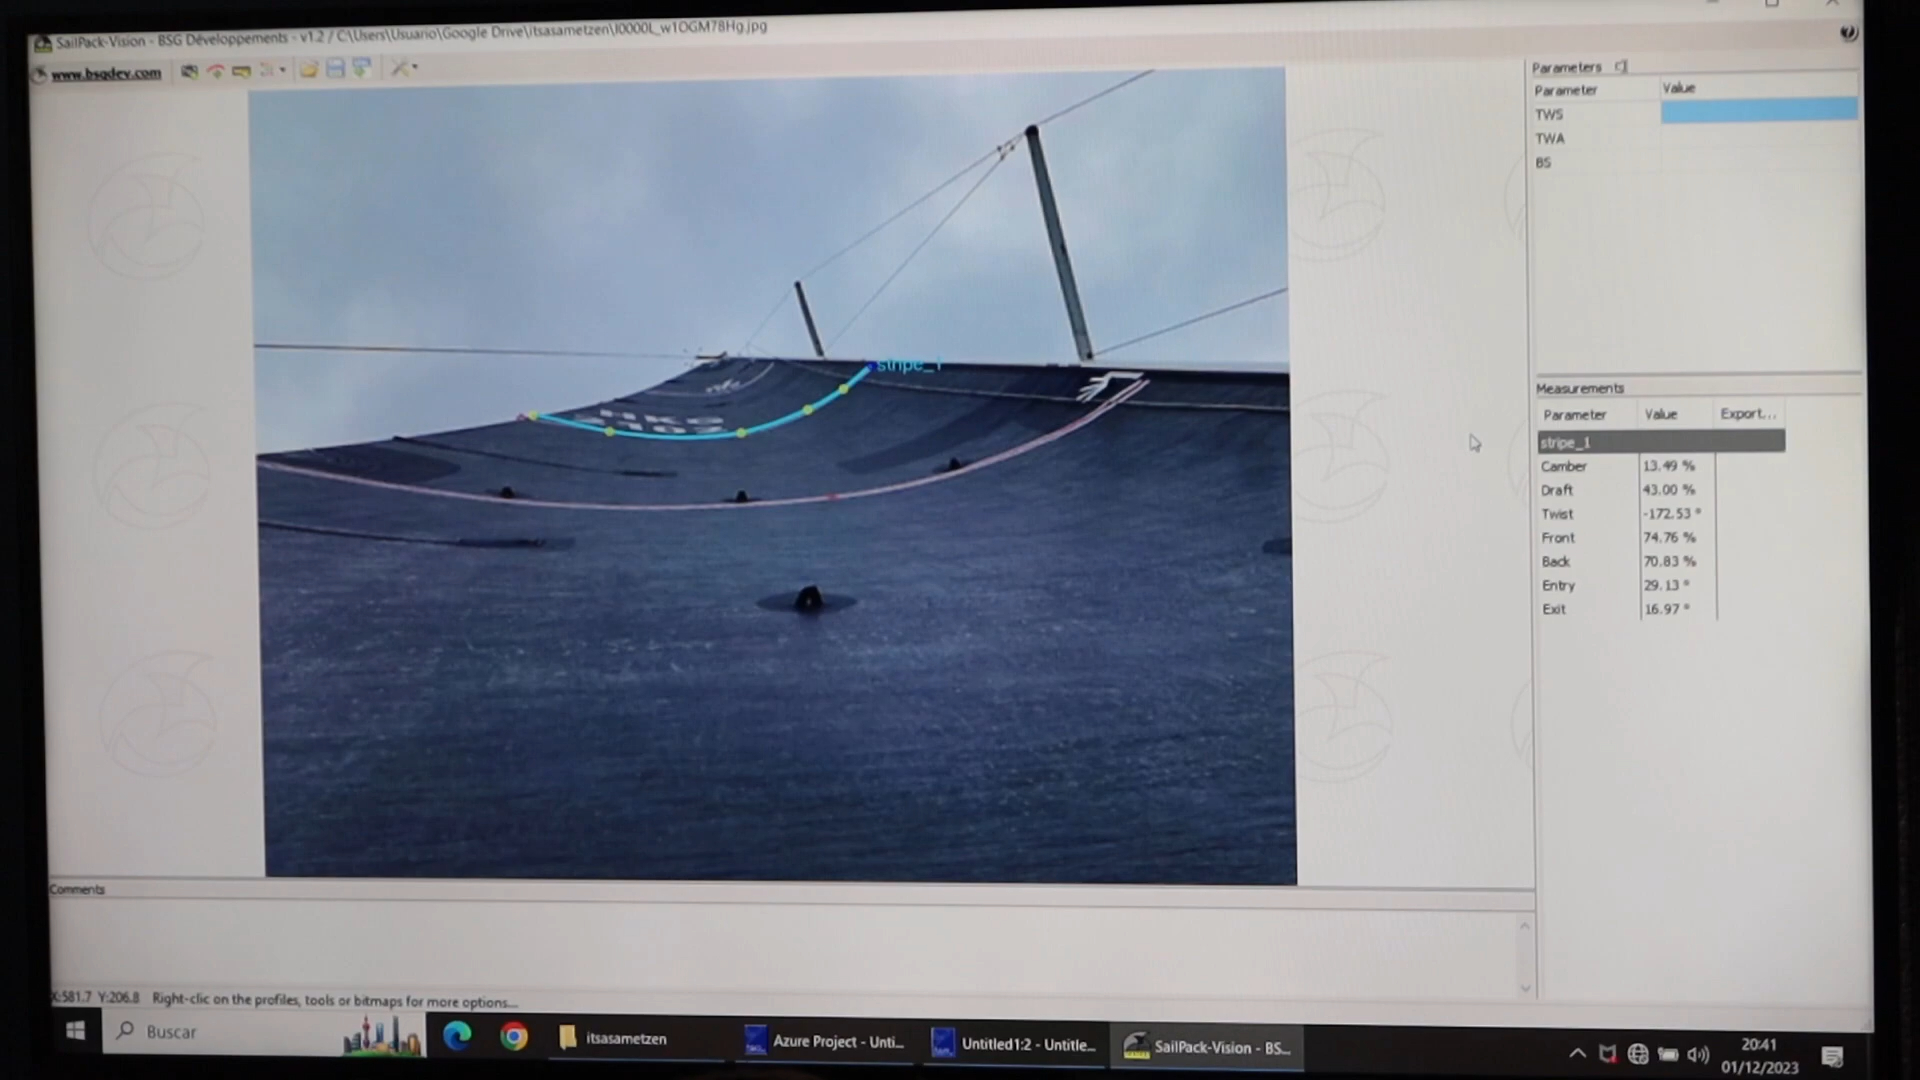 SailPack-Vision - BSG Développements - v1.2 / C:\Users\Usuario\Google Drive\itsasametzen\I0000L_w1OGM78Hg.jpg
www.bsgdev.com
Parameters
Parameter Value
TWS
TWA
BS
stripe_1
Measurements
Parameter Value Export...
stripe_1
Camber 13.49 %
Draft 43.00 %
Twist -172.53 °
Front 74.76 %
Back 70.83 %
Entry 29.13 °
Exit 16.97 °
Comments
X:581.7 Y:206.8 Right-clic on the profiles, tools or bitmaps for more options...
Buscar
itsasametzen
Azure Project - Unti...
Untitled1:2 - Untitle...
SailPack-Vision - BS...
20:41
01/12/2023